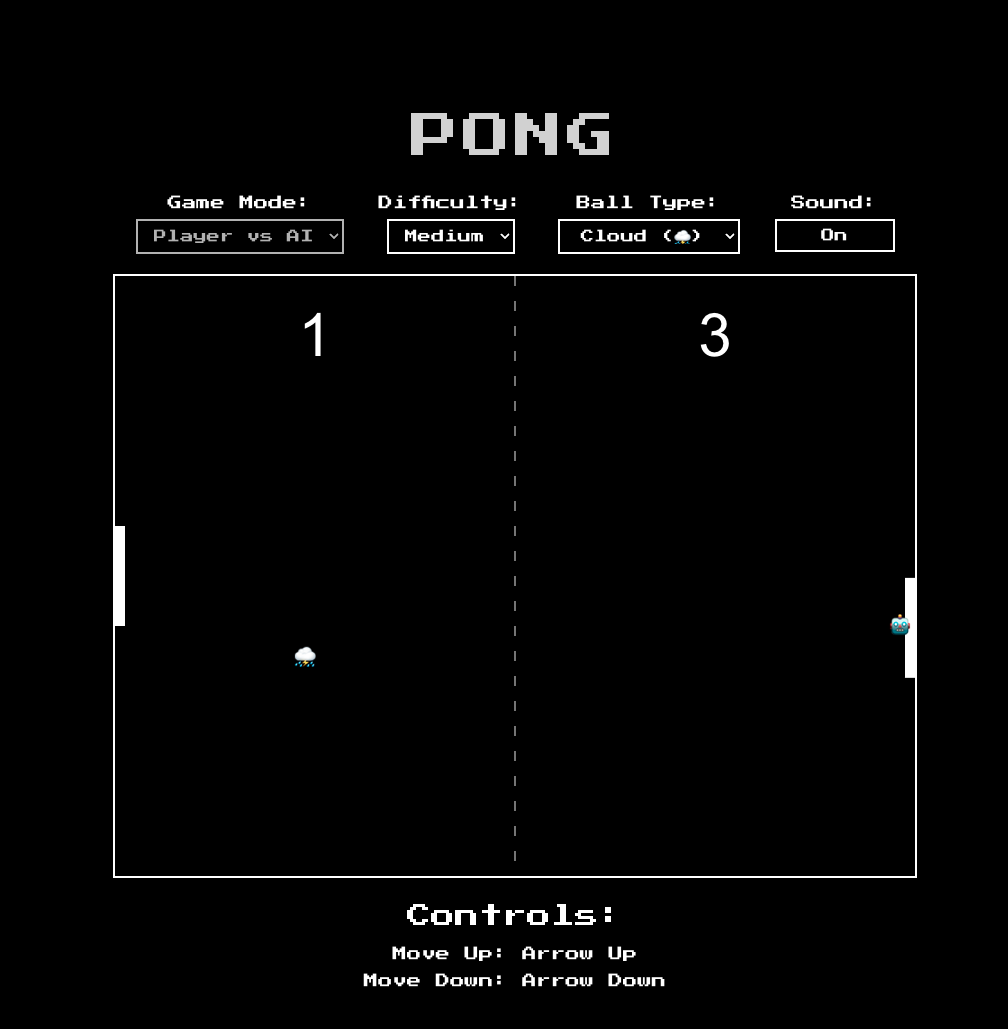 PONG
Game Mode: Difficulty: Ball Type: Sound:
Player vs AI Medium Cloud (🌩️) On
1 3
Controls:
Move Up: Arrow Up
Move Down: Arrow Down